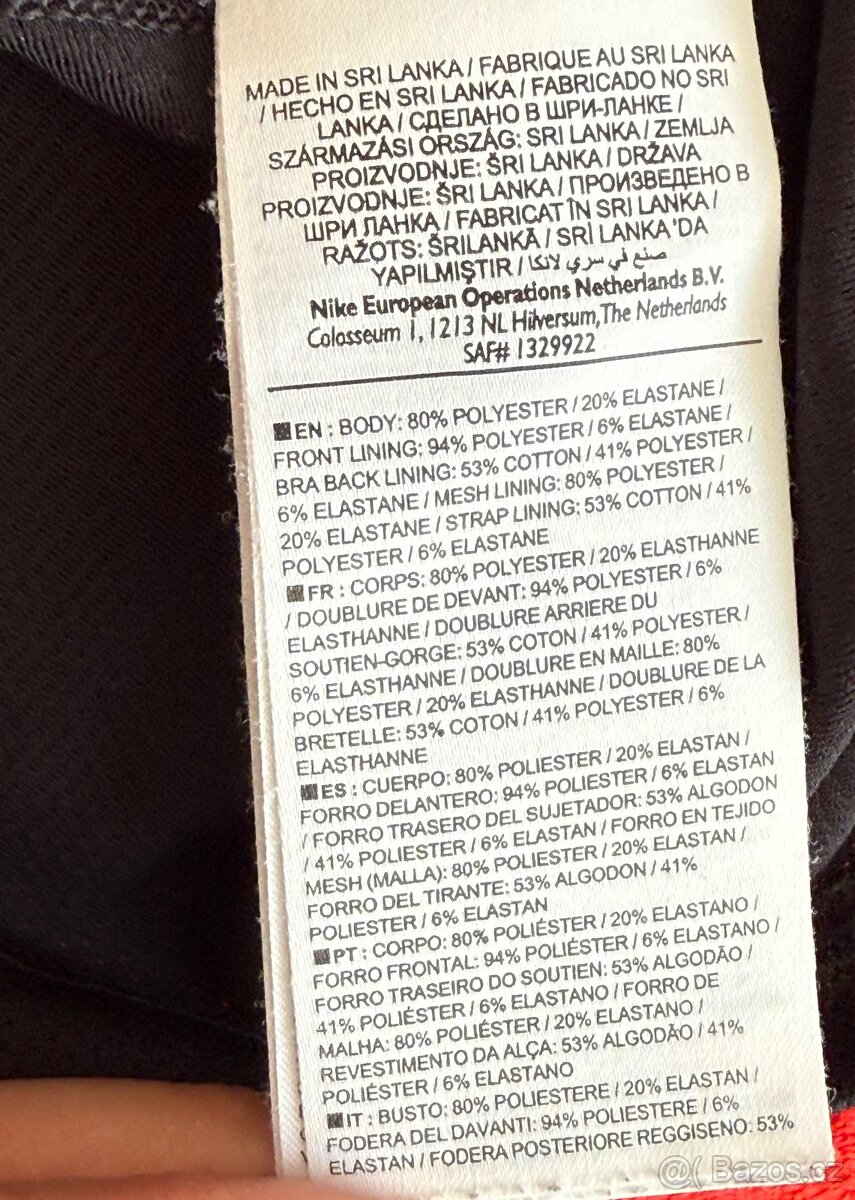 MADE IN SRI LANKA / FABRIQUE AU SRI LANKA
/ HECHO EN SRI LANKA / FABRICADO NO SRI
LANKA / СДЕЛАНО В ШРИ-ЛАНКЕ /
SZÁRMAZÁSI ORSZÁG: SRI LANKA / ZEMLJA
PROIZVODNJE: ŠRI LANKA / DRŽAVA
PROIZVODNJE: ŠRI LANKA / ПРОИЗВЕДЕНО В
ШРИ ЛАНКА / FABRICAT ÎN SRI LANKA /
RAŽOTS: ŠRILANKĀ / SRİ LANKA'DA
YAPILMIŞTIR / صنع في سري لانكا
Nike European Operations Netherlands B.V.
Colosseum 1, 1213 NL Hilversum, The Netherlands
SAF# 1329922
EN : BODY: 80% POLYESTER / 20% ELASTANE /
FRONT LINING: 94% POLYESTER / 6% ELASTANE /
BRA BACK LINING: 53% COTTON / 41% POLYESTER /
6% ELASTANE / MESH LINING: 80% POLYESTER /
20% ELASTANE / STRAP LINING: 53% COTTON / 41%
POLYESTER / 6% ELASTANE
FR : CORPS: 80% POLYESTER / 20% ELASTHANNE
/ DOUBLURE DE DEVANT: 94% POLYESTER / 6%
ELASTHANNE / DOUBLURE ARRIERE DU
SOUTIEN-GORGE: 53% COTON / 41% POLYESTER /
6% ELASTHANNE / DOUBLURE EN MAILLE: 80%
POLYESTER / 20% ELASTHANNE / DOUBLURE DE LA
BRETELLE: 53% COTON / 41% POLYESTER / 6%
ELASTHANNE
ES : CUERPO: 80% POLIESTER / 20% ELASTAN /
FORRO DELANTERO: 94% POLIESTER / 6% ELASTAN
/ FORRO TRASERO DEL SUJETADOR: 53% ALGODON
/ 41% POLIESTER / 6% ELASTAN / FORRO EN TEJIDO
MESH (MALLA): 80% POLIESTER / 20% ELASTAN /
FORRO DEL TIRANTE: 53% ALGODON / 41%
POLIESTER / 6% ELASTAN
PT : CORPO: 80% POLIÉSTER / 20% ELASTANO /
FORRO FRONTAL: 94% POLIÉSTER / 6% ELASTANO /
FORRO TRASEIRO DO SOUTIEN: 53% ALGODÃO /
41% POLIÉSTER / 6% ELASTANO / FORRO DE
MALHA: 80% POLIÉSTER / 20% ELASTANO /
REVESTIMENTO DA ALÇA: 53% ALGODÃO / 41%
POLIÉSTER / 6% ELASTANO
IT : BUSTO: 80% POLIESTERE / 20% ELASTAN /
FODERA DEL DAVANTI: 94% POLIESTERE / 6%
ELASTAN / FODERA POSTERIORE REGGISENO: 53%
Bazos.cz